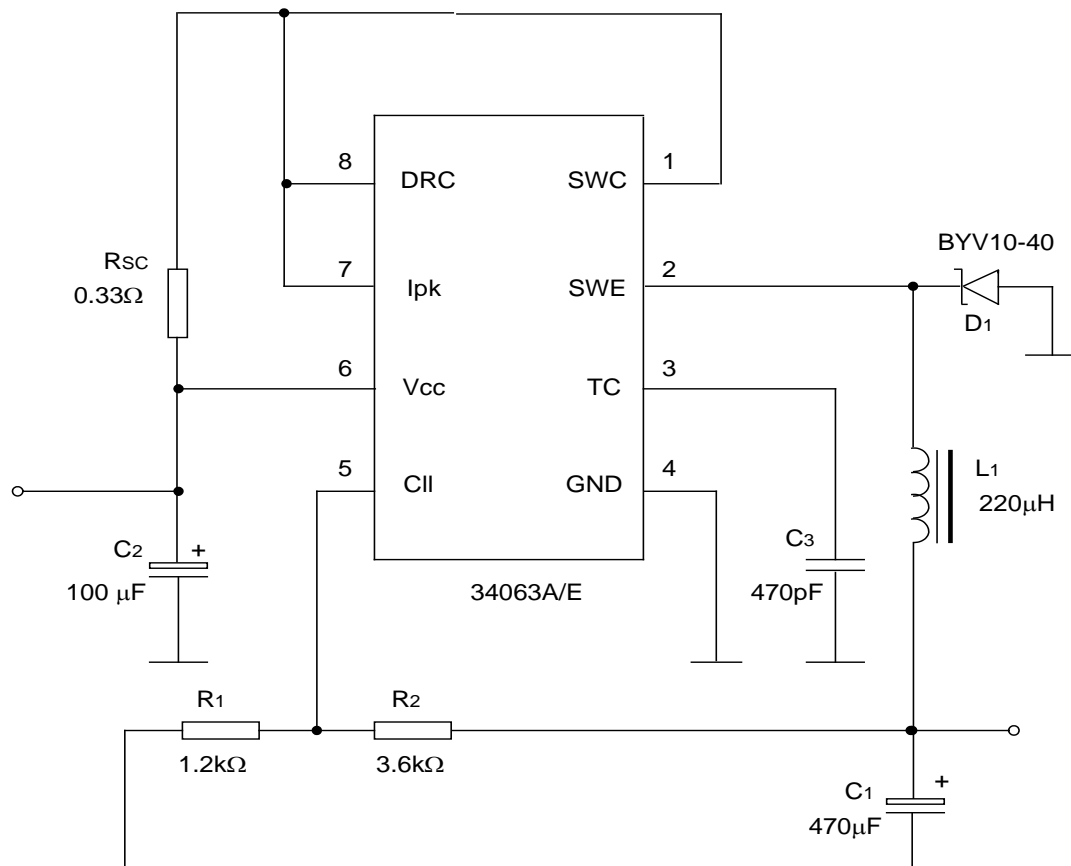 8
DRC
SWC
1
BYV10-40
RSC
0.33Ω
7
Ipk
SWE
2
D1
6
Vcc
TC
3
5
CII
GND
4
L1
220μH
C2
+
100 μF
34063A/E
C3
470pF
R1
R2
1.2kΩ
3.6kΩ
C1
+
470μF